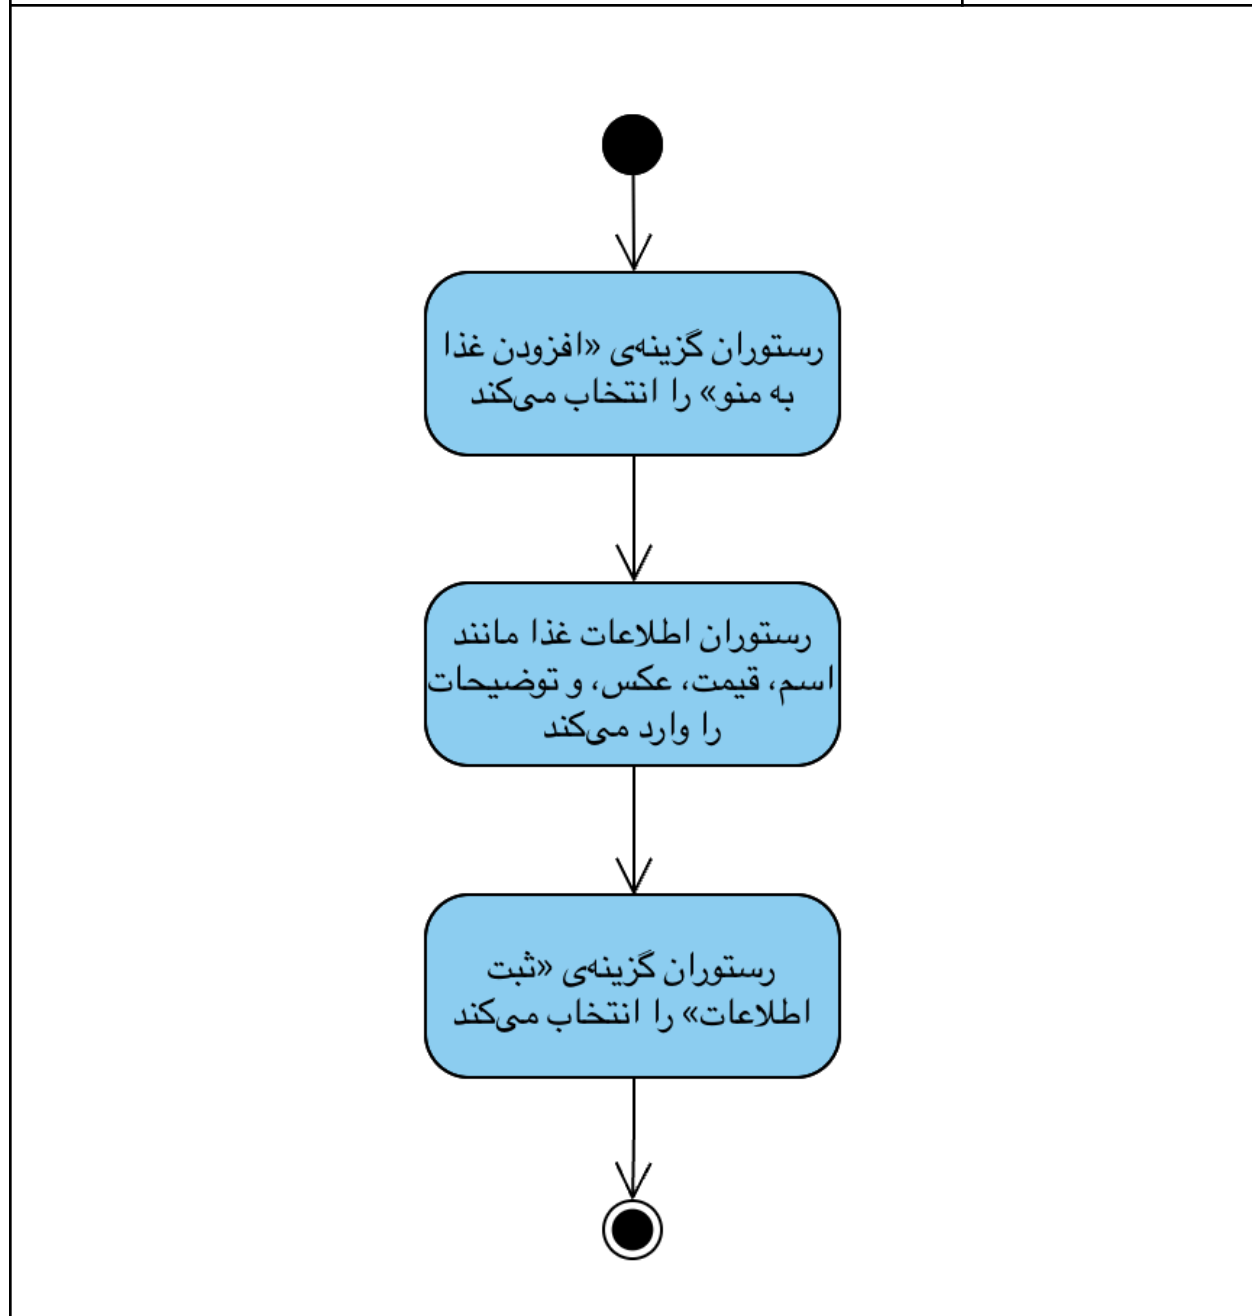 رستوران گزینه‌ی «افزودن غذا
به منو» را انتخاب می‌کند
رستوران اطلاعات غذا مانند
اسم، قیمت، عکس، و توضیحات
را وارد می‌کند
رستوران گزینه‌ی «ثبت
اطلاعات» را انتخاب می‌کند